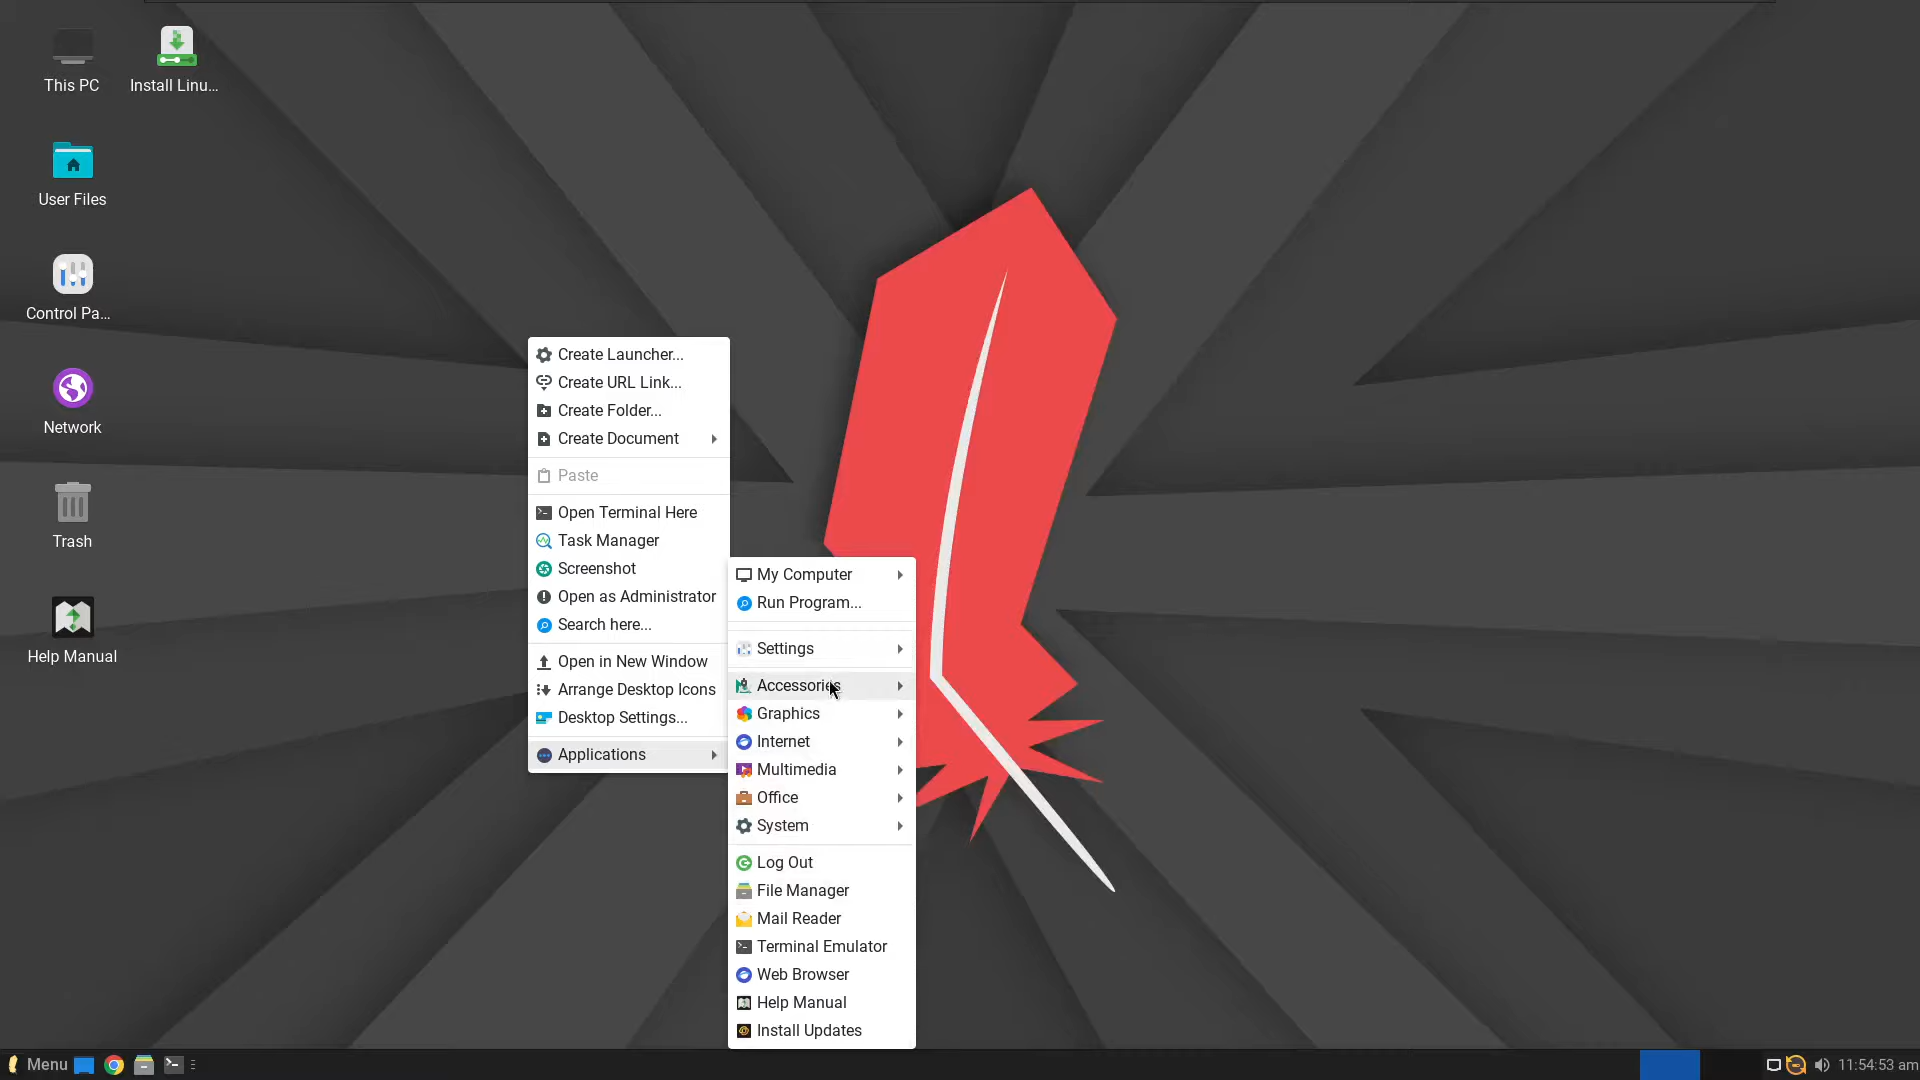 This PC
Install Linu...
User Files
Control Pa...
Network
Trash
Help Manual
Create Launcher...
Create URL Link...
Create Folder...
Create Document
Paste
Open Terminal Here
Task Manager
Screenshot
Open as Administrator
Search here...
Open in New Window
Arrange Desktop Icons
Desktop Settings...
Applications
My Computer
Run Program...
Settings
Accessories
Graphics
Internet
Multimedia
Office
System
Log Out
File Manager
Mail Reader
Terminal Emulator
Web Browser
Help Manual
Install Updates
Menu
11:54:53 am